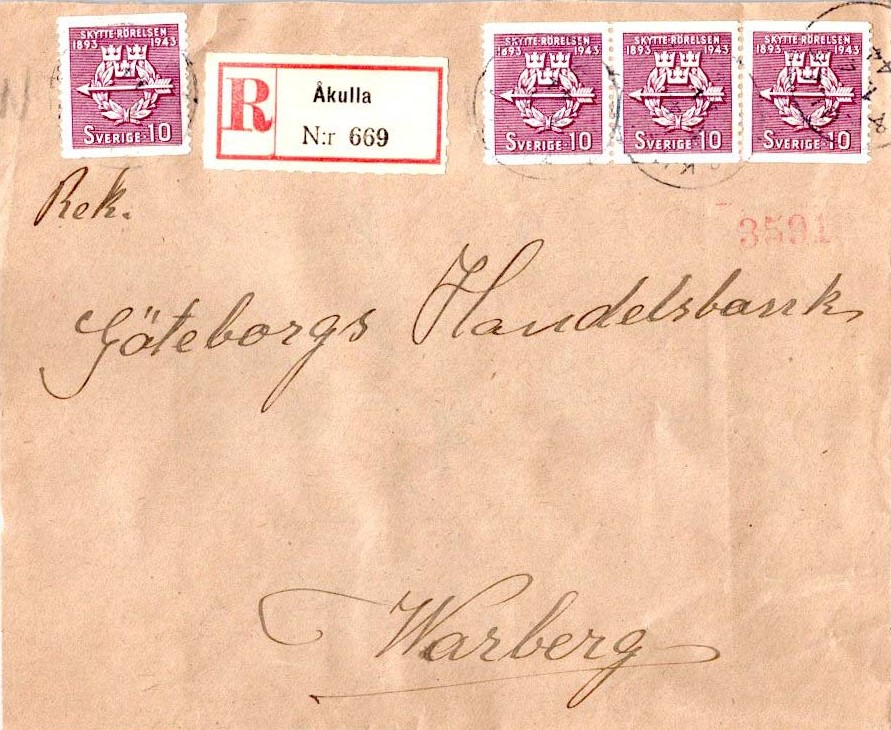 SKYTTE-RÖRELSEN
1893 1943
SVERIGE 10
R
Åkulla
N:r 669
SKYTTE-RÖRELSEN
1893 1943
SVERIGE 10
SKYTTE-RÖRELSEN
1893 1943
SVERIGE 10
SKYTTE-RÖRELSEN
1893 1943
SVERIGE 10
Rek.
3591
Göteborgs Handelsbank
Warberg